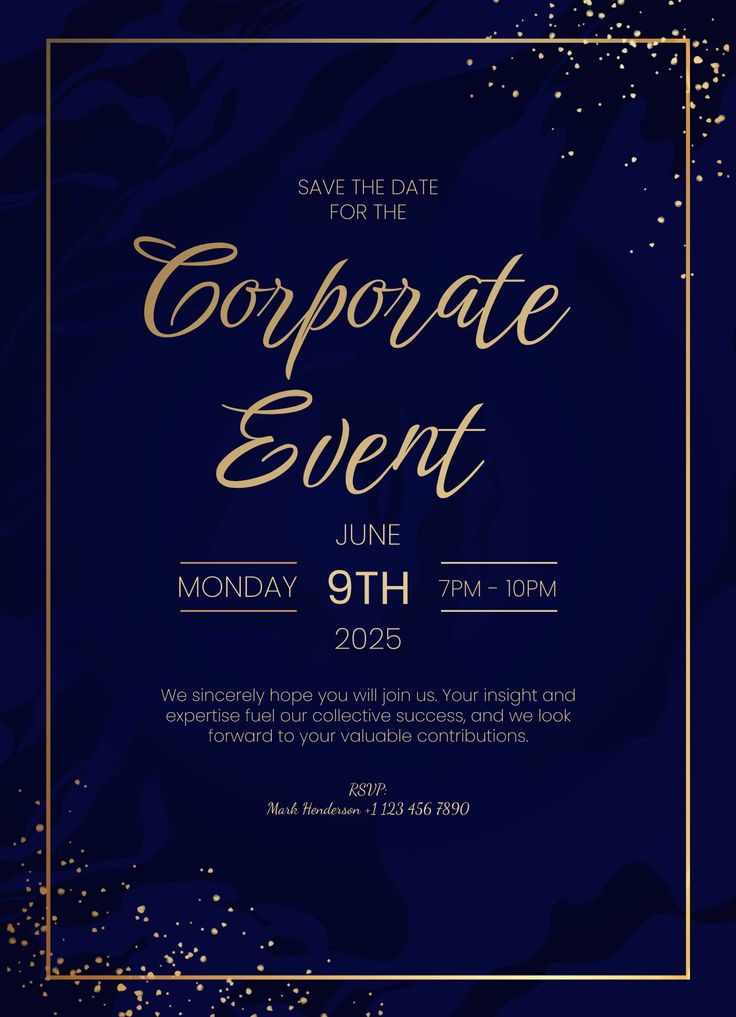 SAVE THE DATE
FOR THE
Corporate
Event
JUNE
MONDAY 9TH 7PM - 10PM
2025
We sincerely hope you will join us. Your insight and
expertise fuel our collective success, and we look
forward to your valuable contributions.
RSVP:
Mark Henderson +1 123 456 7890